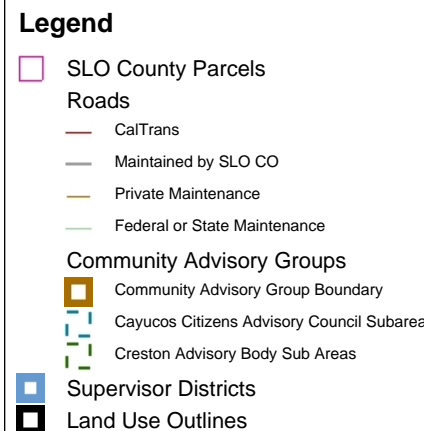 Legend
SLO County Parcels
Roads
CalTrans
Maintained by SLO CO
Private Maintenance
Federal or State Maintenance
Community Advisory Groups
Community Advisory Group Boundary
Cayucos Citizens Advisory Council Subarea
Creston Advisory Body Sub Areas
Supervisor Districts
Land Use Outlines